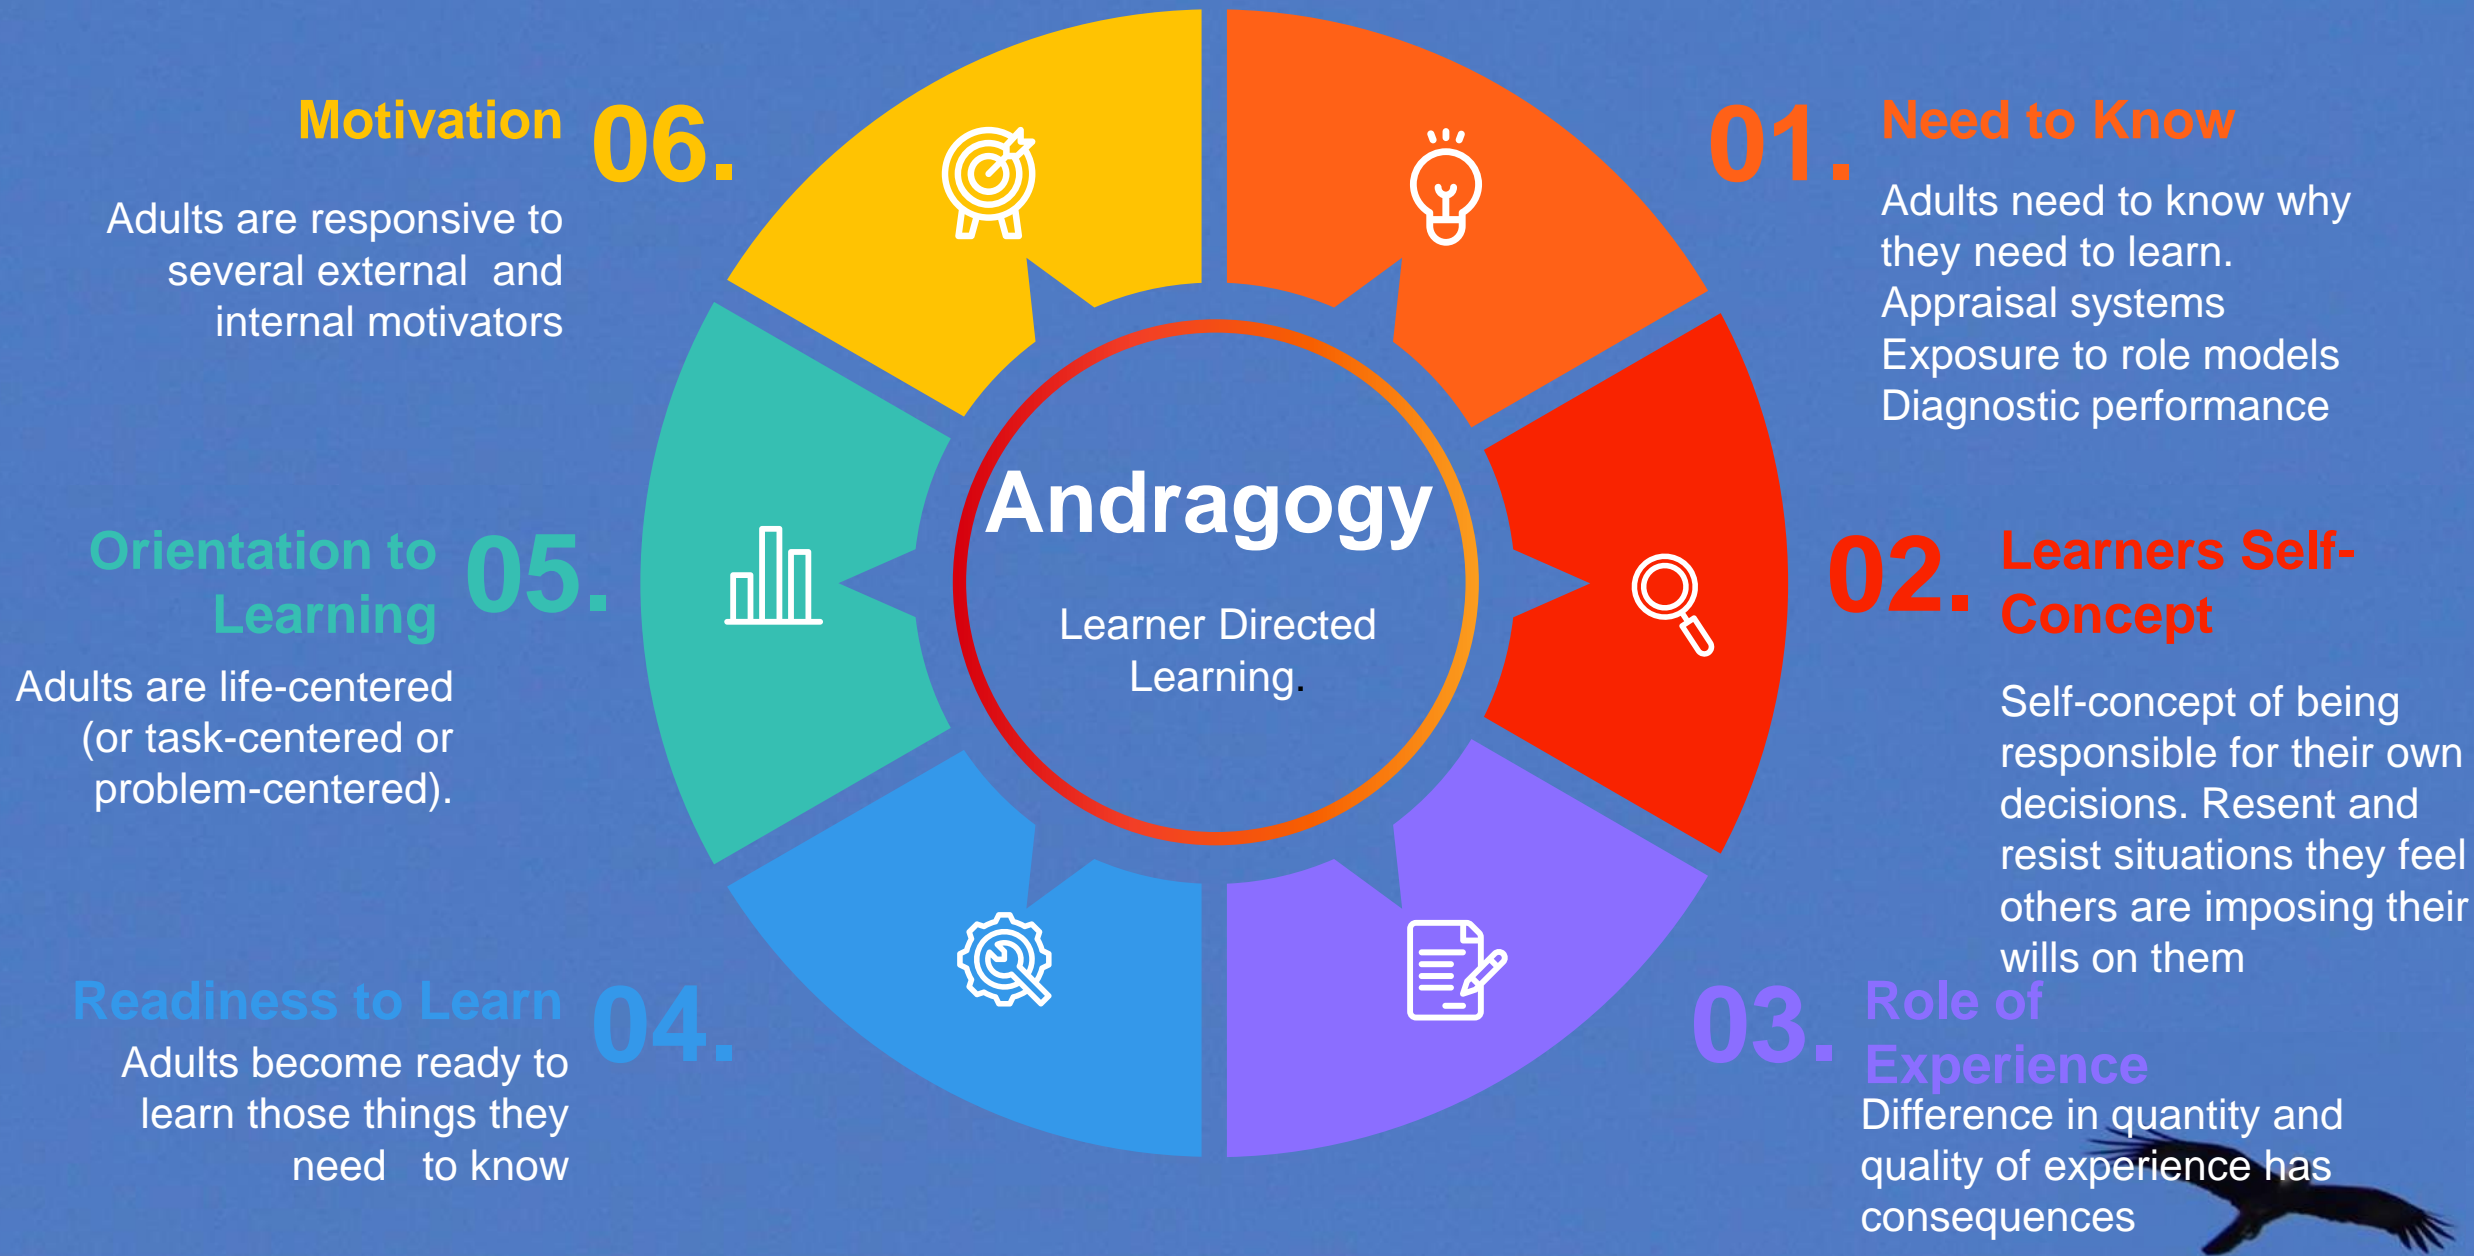 Andragogy
Learner Directed
Learning.
01.
Need to Know
Adults need to know why
they need to learn.
Appraisal systems
Exposure to role models
Diagnostic performance
02.
Learners Self-
Concept
Self-concept of being
responsible for their own
decisions. Resent and
resist situations they feel
others are imposing their
wills on them
03.
Role of
Experience
Difference in quantity and
quality of experience has
consequences
04.
Readiness to Learn
Adults become ready to
learn those things they
need to know
05.
Orientation to
Learning
Adults are life-centered
(or task-centered or
problem-centered).
06.
Motivation
Adults are responsive to
several external and
internal motivators